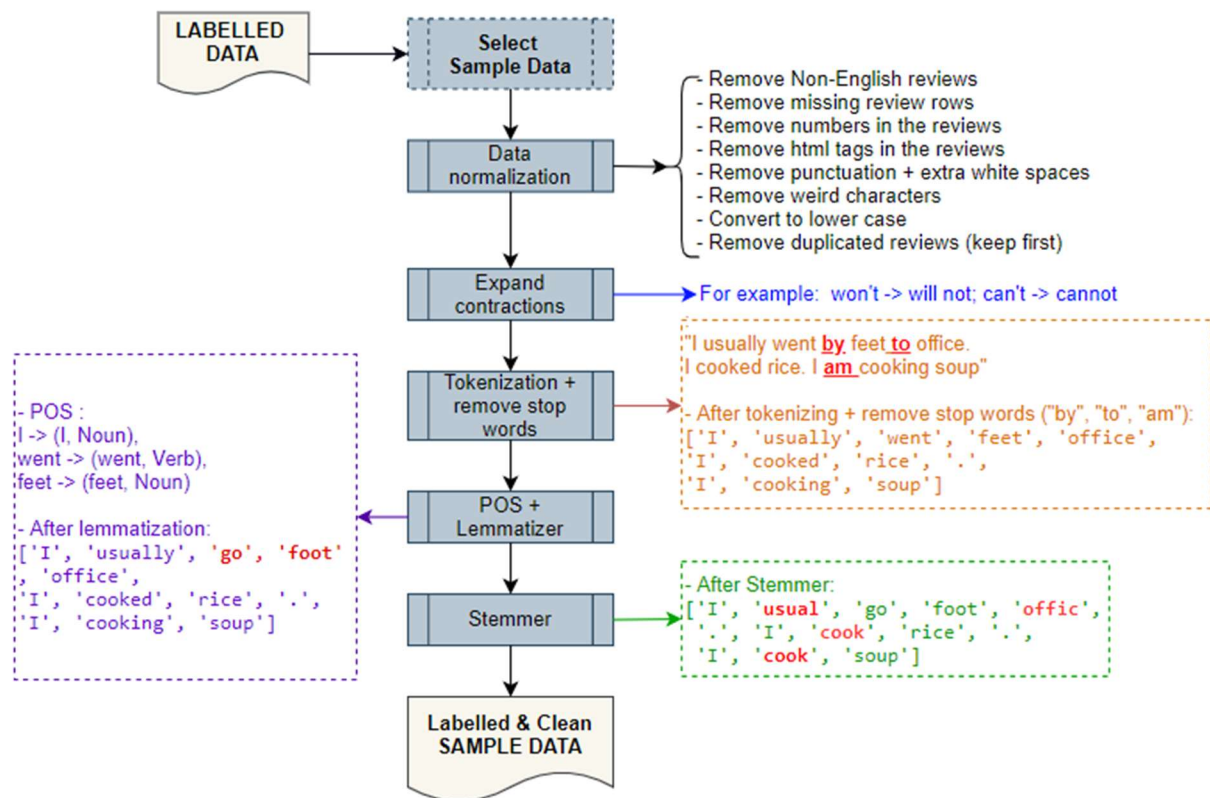 LABELLED
DATA
Select
Sample Data
Data
normalization
- Remove Non-English reviews
- Remove missing review rows
- Remove numbers in the reviews
- Remove html tags in the reviews
- Remove punctuation + extra white spaces
- Remove weird characters
- Convert to lower case
- Remove duplicated reviews (keep first)
Expand
contractions
For example:  won't -> will not; can't -> cannot
Tokenization +
remove stop
words
"I usually went by feet to office.
I cooked rice. I am cooking soup"
- After tokenizing + remove stop words ("by", "to", "am"):
['I', 'usually', 'went', 'feet', 'office',
'I', 'cooked', 'rice', '.',
'I', 'cooking', 'soup']
POS +
Lemmatizer
- POS :
I -> (I, Noun),
went -> (went, Verb),
feet -> (feet, Noun)
- After lemmatization:
['I', 'usually', 'go', 'foot'
, 'office',
'I', 'cooked', 'rice', '.',
'I', 'cooking', 'soup']
Stemmer
- After Stemmer:
['I', 'usual', 'go', 'foot', 'offic',
'.', 'I', 'cook', 'rice', '.',
'I', 'cook', 'soup']
Labelled & Clean
SAMPLE DATA